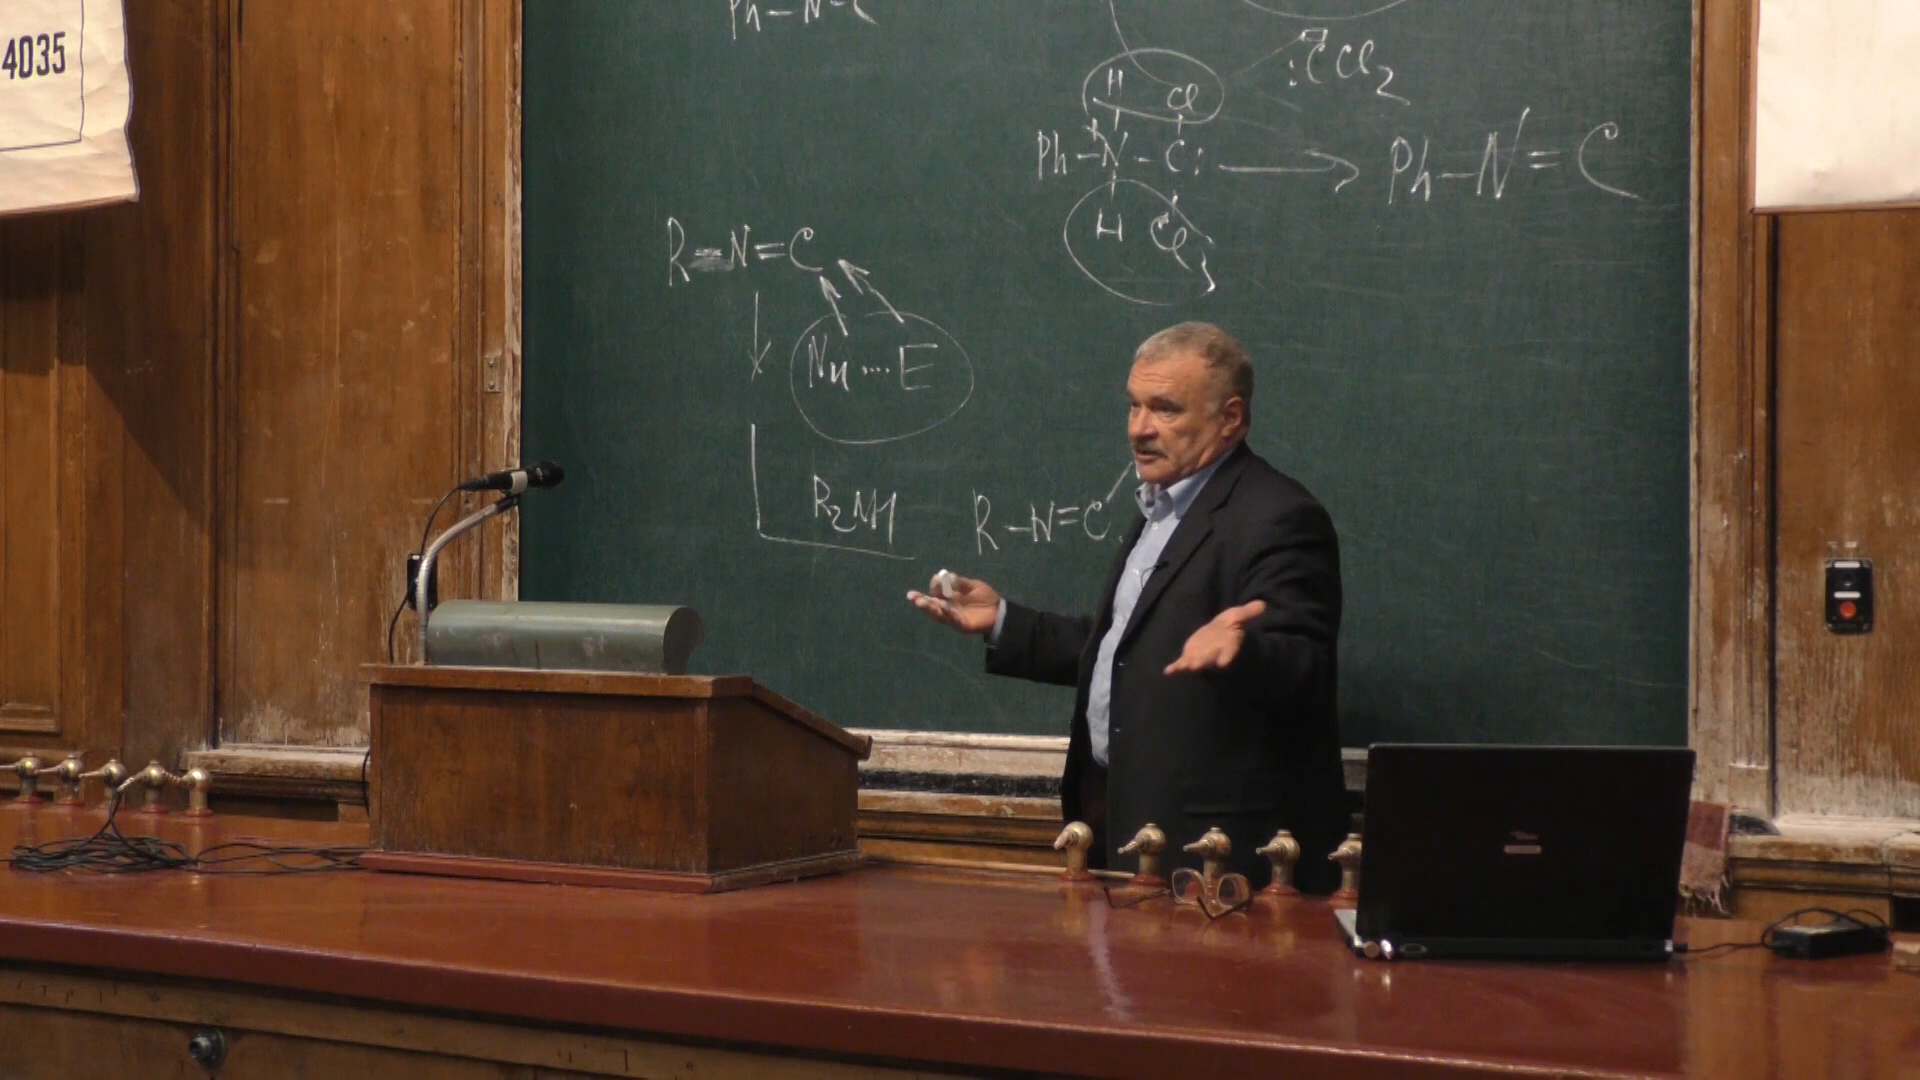 4035
Ph-N=C
:CCl2
H Cl
Ph-N-C: → Ph-N=C
H Cl
R=N=C
Nu····E
R2NH
R-N=C